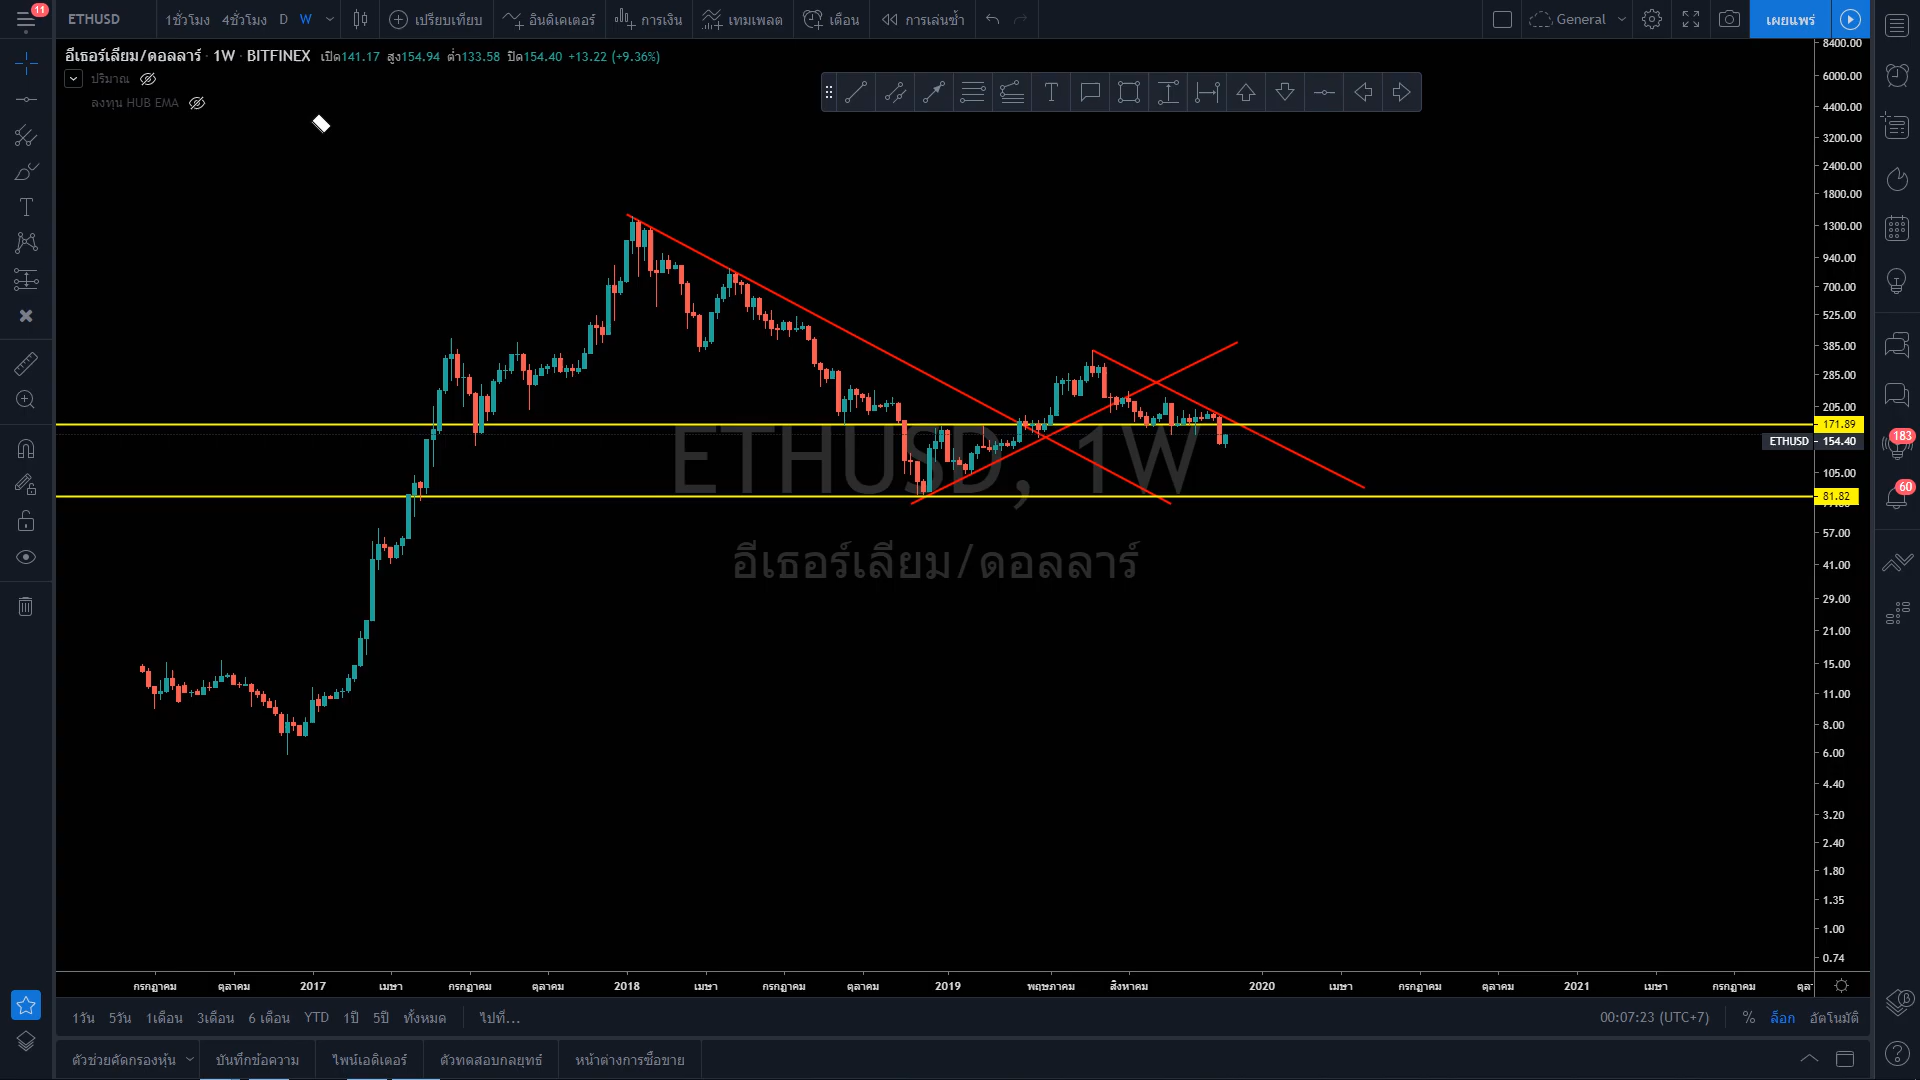 11
ETHUSD
1ชั่วโมง 4ชั่วโมง D W
เปรียบเทียบ
อินดิเคเตอร์
การเงิน
เทมเพลต
เตือน
การเล่นซ้ำ
General
เผยแพร่
อีเธอร์เลียม/ดอลลาร์ · 1W · BITFINEX เปิด141.17 สูง154.94 ต่ำ133.58 ปิด154.40 +13.22 (+9.36%)
ปริมาณ
ลงทุน HUB EMA
8400.00
6000.00
4400.00
3200.00
2400.00
1800.00
1300.00
940.00
700.00
525.00
385.00
285.00
205.00
171.89
ETHUSD 154.40
105.00
81.82
57.00
41.00
29.00
21.00
15.00
11.00
8.00
6.00
4.40
3.20
2.40
1.80
1.35
1.00
0.74
183
60
ETHUSD, 1W
อีเธอร์เลียม/ดอลลาร์
กรกฎาคม ตุลาคม 2017 เมษา กรกฎาคม ตุลาคม 2018 เมษา กรกฎาคม ตุลาคม 2019 พฤษภาคม สิงหาคม 2020 เมษา กรกฎาคม ตุลาคม 2021 เมษา กรกฎาคม
1วัน 5วัน 1เดือน 3เดือน 6 เดือน YTD 1ปี 5ปี ทั้งหมด ไปที่... 00:07:23 (UTC+7) % ล็อก อัตโนมัติ
ตัวช่วยคัดกรองหุ้น บันทึกข้อความ ไพน์เอดิเตอร์ ตัวทดสอบกลยุทธ์ หน้าต่างการซื้อขาย